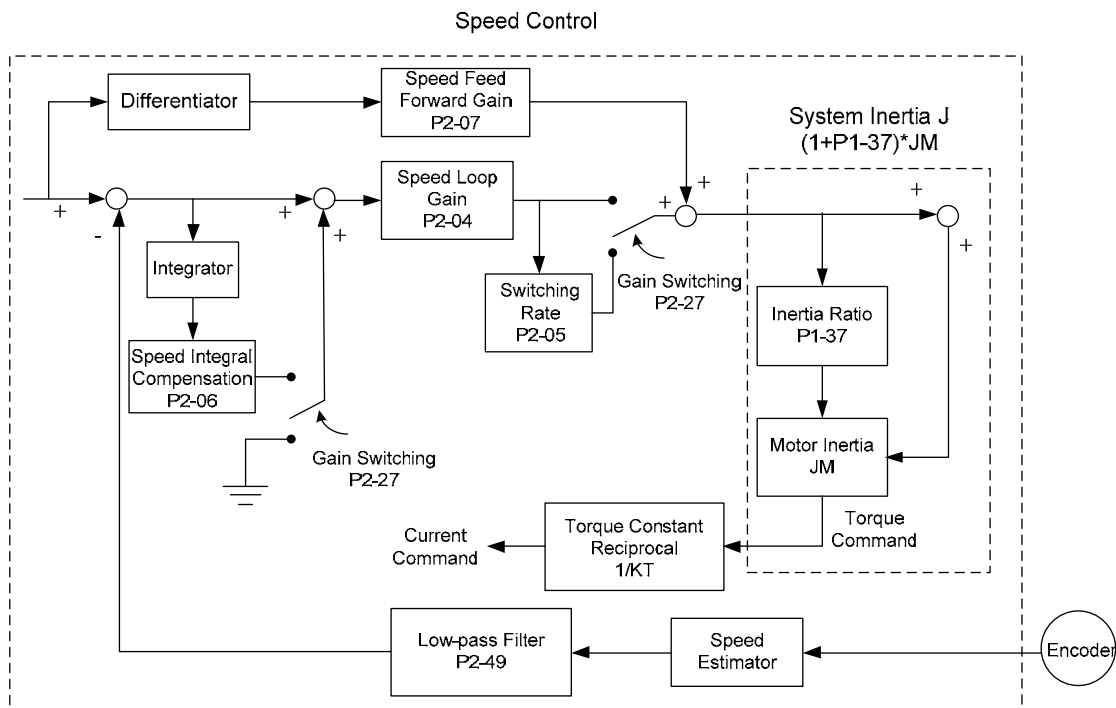 Speed Control
Differentiator
Speed Feed
Forward Gain
P2-07
System Inertia J
(1+P1-37)*JM
+
-
+
+
Speed Loop
Gain
P2-04
+
+
+
+
Integrator
Speed Integral
Compensation
P2-06
Gain Switching
P2-27
Switching
Rate
P2-05
Gain Switching
P2-27
Inertia Ratio
P1-37
Motor Inertia
JM
Current
Command
Torque Constant
Reciprocal
1/KT
Torque
Command
Low-pass Filter
P2-49
Speed
Estimator
Encoder